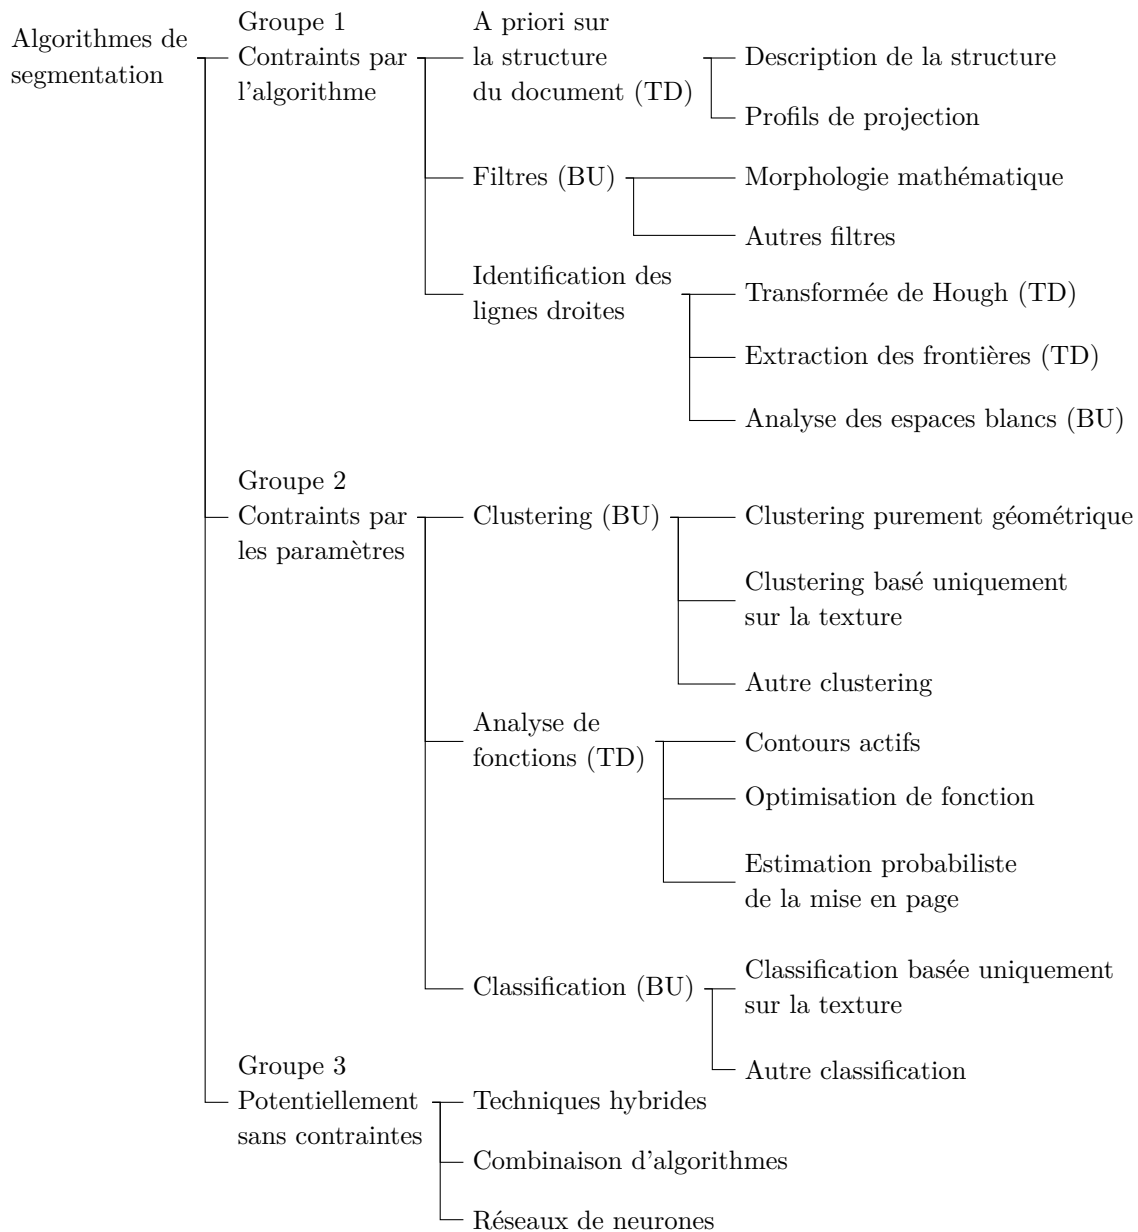 Algorithmes de
segmentation
Groupe 1
Contraints par
l'algorithme
A priori sur
la structure
du document (TD)
Description de la structure
Profils de projection
Filtres (BU)
Morphologie mathématique
Autres filtres
Identification des
lignes droites
Transformée de Hough (TD)
Extraction des frontières (TD)
Analyse des espaces blancs (BU)
Groupe 2
Contraints par
les paramètres
Clustering (BU)
Clustering purement géométrique
Clustering basé uniquement
sur la texture
Autre clustering
Analyse de
fonctions (TD)
Contours actifs
Optimisation de fonction
Estimation probabiliste
de la mise en page
Classification (BU)
Classification basée uniquement
sur la texture
Autre classification
Groupe 3
Potentiellement
sans contraintes
Techniques hybrides
Combinaison d'algorithmes
Réseaux de neurones